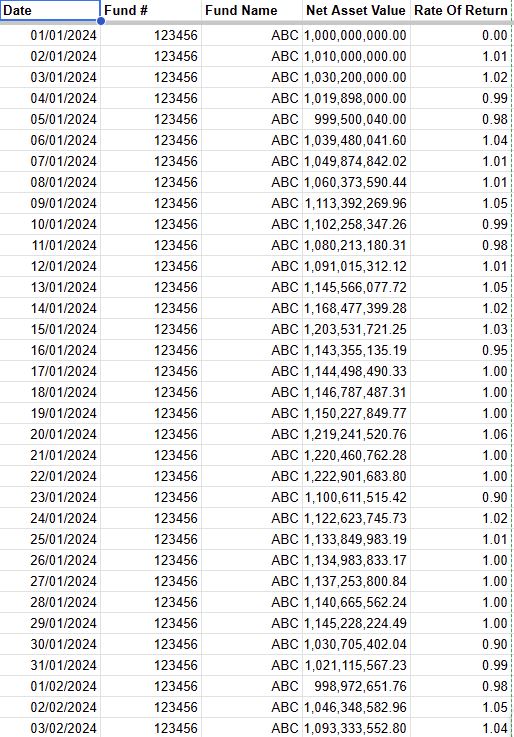 Date Fund # Fund Name Net Asset Value Rate Of Return
01/01/2024 123456 ABC 1,000,000,000.00 0.00
02/01/2024 123456 ABC 1,010,000,000.00 1.01
03/01/2024 123456 ABC 1,030,200,000.00 1.02
04/01/2024 123456 ABC 1,019,898,000.00 0.99
05/01/2024 123456 ABC 999,500,040.00 0.98
06/01/2024 123456 ABC 1,039,480,041.60 1.04
07/01/2024 123456 ABC 1,049,874,842.02 1.01
08/01/2024 123456 ABC 1,060,373,590.44 1.01
09/01/2024 123456 ABC 1,113,392,269.96 1.05
10/01/2024 123456 ABC 1,102,258,347.26 0.99
11/01/2024 123456 ABC 1,080,213,180.31 0.98
12/01/2024 123456 ABC 1,091,015,312.12 1.01
13/01/2024 123456 ABC 1,145,566,077.72 1.05
14/01/2024 123456 ABC 1,168,477,399.28 1.02
15/01/2024 123456 ABC 1,203,531,721.25 1.03
16/01/2024 123456 ABC 1,143,355,135.19 0.95
17/01/2024 123456 ABC 1,144,498,490.33 1.00
18/01/2024 123456 ABC 1,146,787,487.31 1.00
19/01/2024 123456 ABC 1,150,227,849.77 1.00
20/01/2024 123456 ABC 1,219,241,520.76 1.06
21/01/2024 123456 ABC 1,220,460,762.28 1.00
22/01/2024 123456 ABC 1,222,901,683.80 1.00
23/01/2024 123456 ABC 1,100,611,515.42 0.90
24/01/2024 123456 ABC 1,122,623,745.73 1.02
25/01/2024 123456 ABC 1,133,849,983.19 1.01
26/01/2024 123456 ABC 1,134,983,833.17 1.00
27/01/2024 123456 ABC 1,137,253,800.84 1.00
28/01/2024 123456 ABC 1,140,665,562.24 1.00
29/01/2024 123456 ABC 1,145,228,224.49 1.00
30/01/2024 123456 ABC 1,030,705,402.04 0.90
31/01/2024 123456 ABC 1,021,115,567.23 0.99
01/02/2024 123456 ABC 998,972,651.76 0.98
02/02/2024 123456 ABC 1,046,348,582.96 1.05
03/02/2024 123456 ABC 1,093,333,552.80 1.04